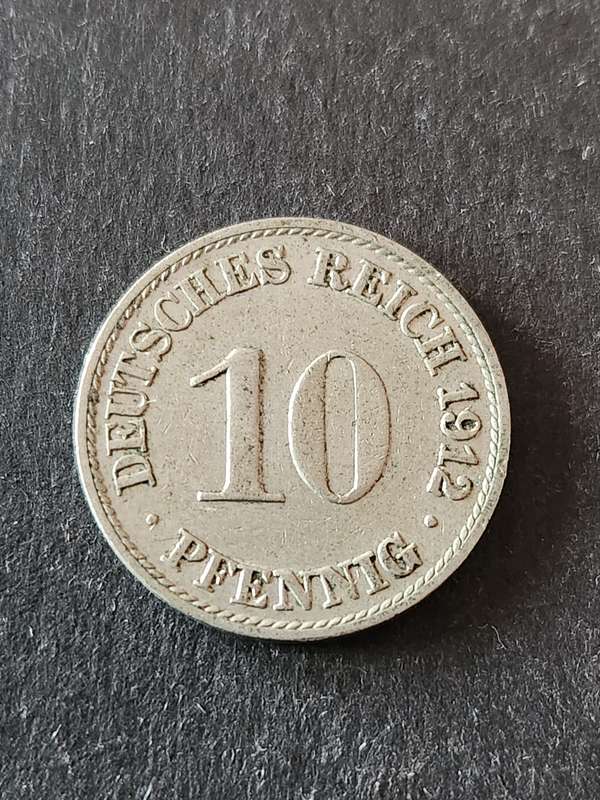 DEUTSCHES REICH 1912
10
• PFENNIG •